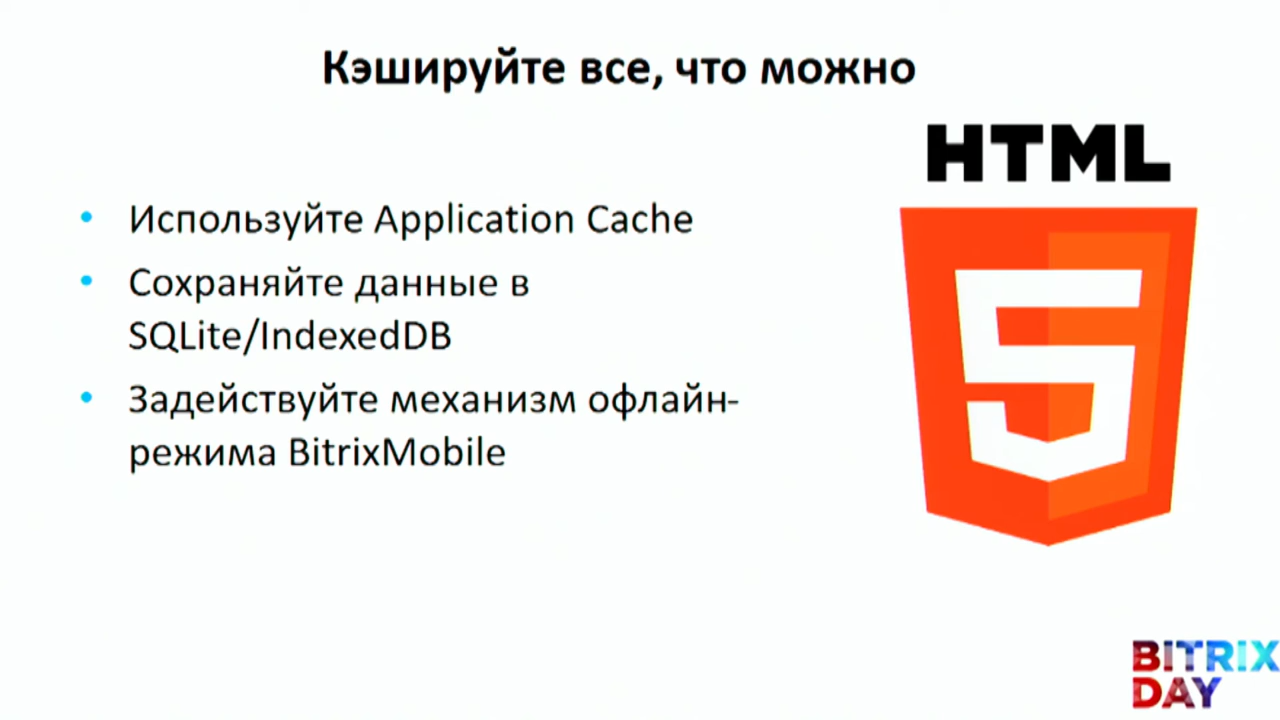 Кэшируйте все, что можно
HTML
5
• Используйте Application Cache
• Сохраняйте данные в
SQLite/IndexedDB
• Задействуйте механизм офлайн-
режима BitrixMobile
BITRIX
DAY